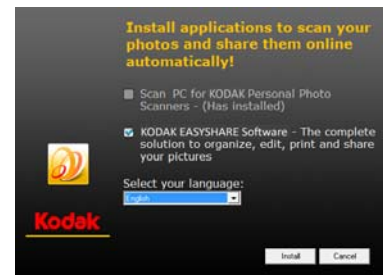 Install applications to scan your
photos and share them online
automatically!
Scan PC for KODAK Personal Photo
Scanners - (Has installed)
KODAK EASYSHARE Software - The complete
solution to organize, edit, print and share
your pictures
Select your language:
English
Kodak
Install
Cancel